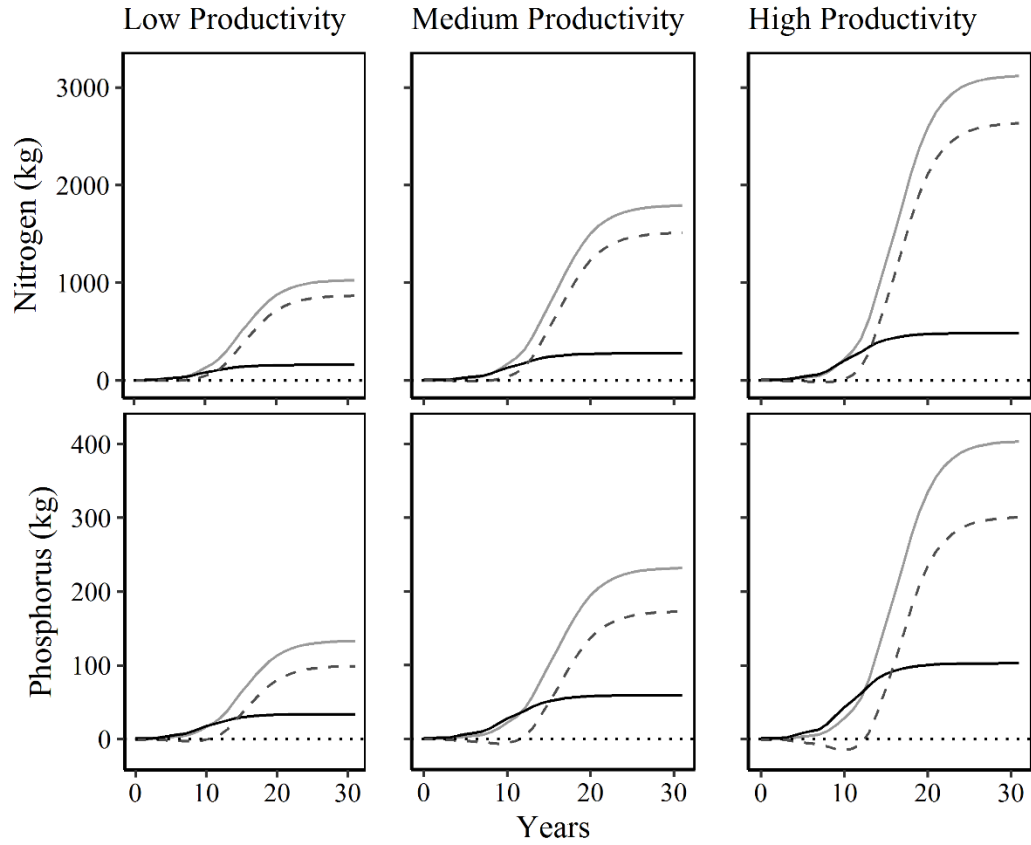 Low Productivity
Medium Productivity
High Productivity
Nitrogen (kg)
3000
2000
1000
0
Phosphorus (kg)
400
300
200
100
0
0 10 20 30
0 10 20 30
0 10 20 30
Years